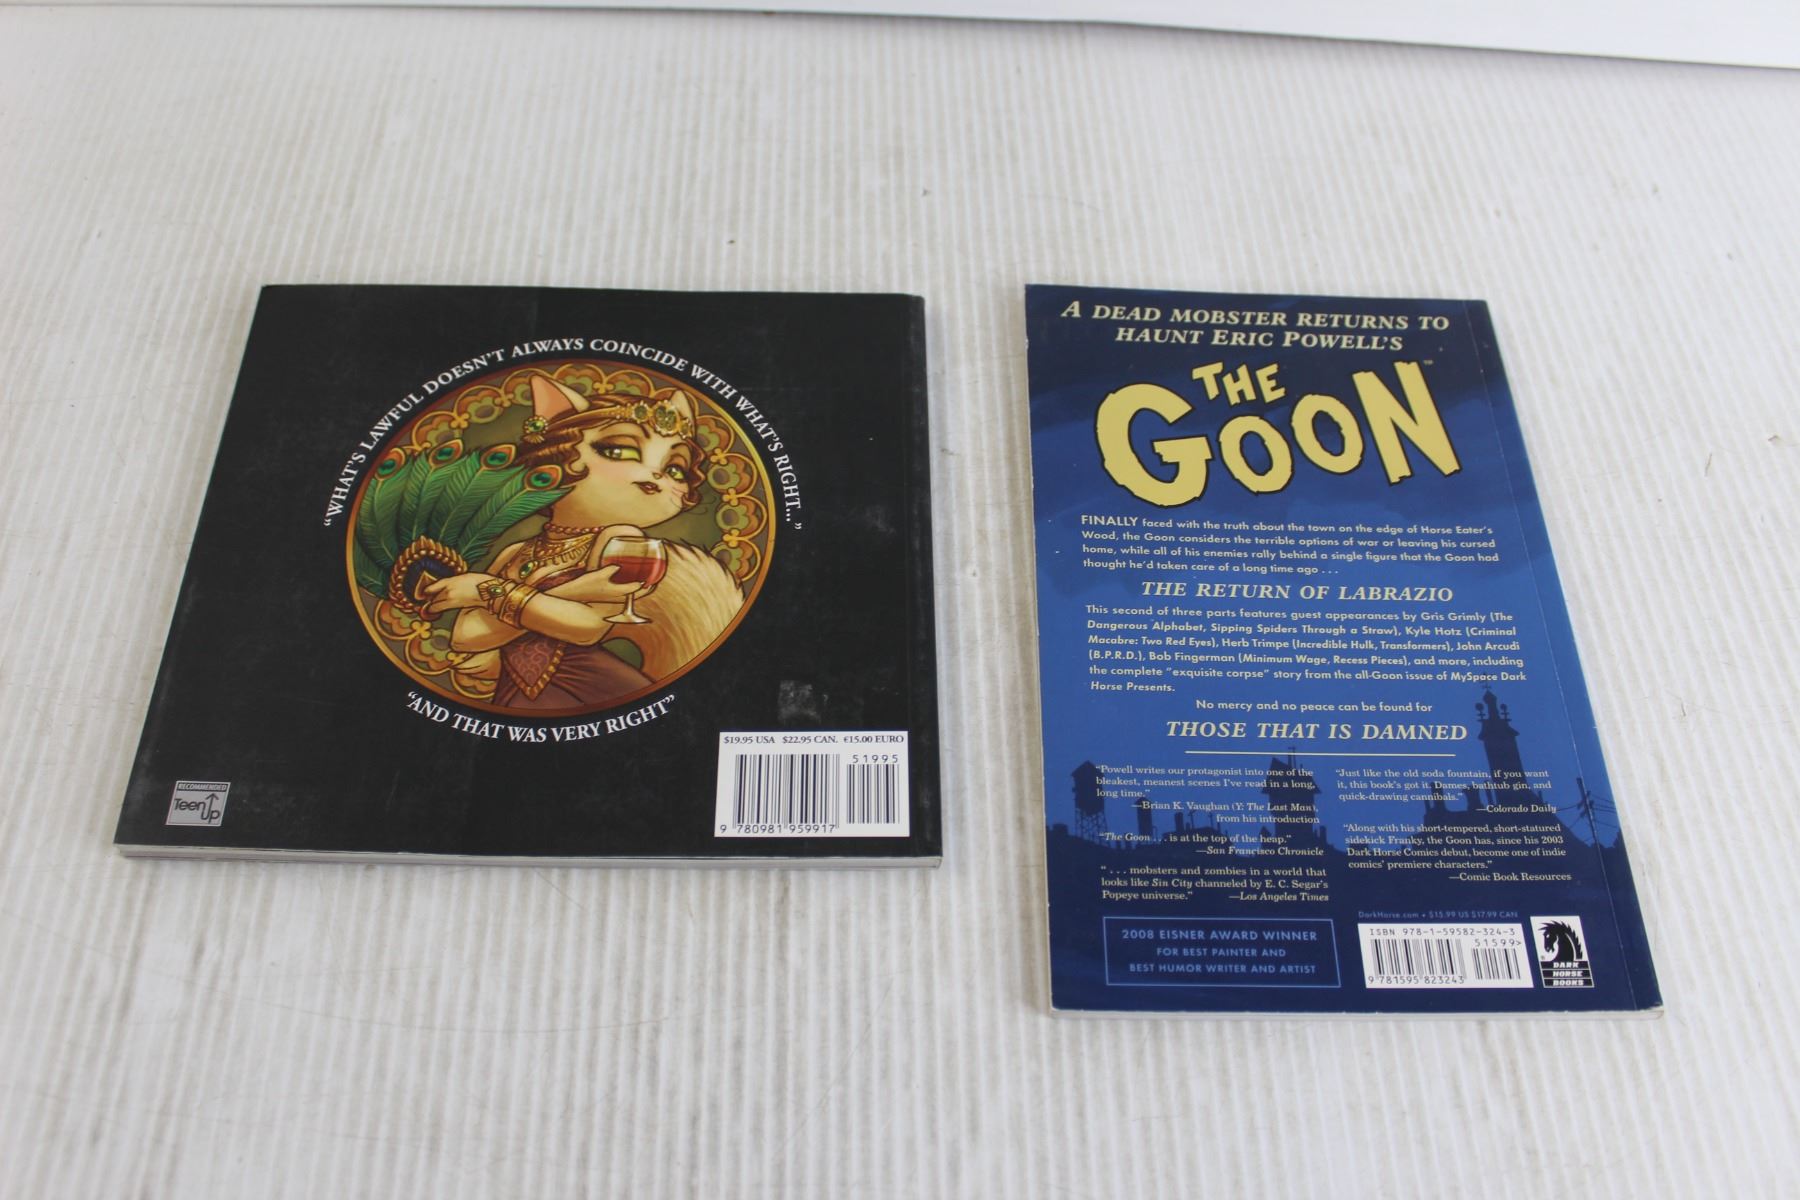 “WHAT'S LAWFUL DOESN'T ALWAYS COINCIDE WITH WHAT'S RIGHT...”
“AND THAT WAS VERY RIGHT”
RECOMMENDED
Teen
Up
$19.95 USA $22.95 CAN. €15.00 EURO
51995
9 780981 959917
A DEAD MOBSTER RETURNS TO
HAUNT ERIC POWELL'S
THE
GOON™
FINALLY faced with the truth about the town on the edge of Horse Eater's
Wood, the Goon considers the terrible options of war or leaving his cursed
home, while all of his enemies rally behind a single figure that the Goon had
thought he'd taken care of a long time ago . . .
THE RETURN OF LABRAZIO
This second of three parts features guest appearances by Gris Grimly (The
Dangerous Alphabet, Sipping Spiders Through a Straw), Kyle Hotz (Criminal
Macabre: Two Red Eyes), Herb Trimpe (Incredible Hulk, Transformers), John Arcudi
(B.P.R.D.), Bob Fingerman (Minimum Wage, Recess Pieces), and more, including
the complete “exquisite corpse” story from the all-Goon issue of MySpace Dark
Horse Presents.
No mercy and no peace can be found for
THOSE THAT IS DAMNED
“Powell writes our protagonist into one of the
bleakest, meanest scenes I've read in a long,
long time.”
—Brian K. Vaughan (Y: The Last Man),
from his introduction
“The Goon . . . is at the top of the heap.”
—San Francisco Chronicle
“ . . . mobsters and zombies in a world that
looks like Sin City channeled by E. C. Segar's
Popeye universe.” —Los Angeles Times
“Just like the old soda fountain, if you want
it, this book's got it. Dames, bathtub gin, and
quick-drawing cannibals.”
—Colorado Daily
“Along with his short-tempered, short-statured
sidekick Franky, the Goon has, since his 2003
Dark Horse Comics debut, become one of indie
comics' premiere characters.”
—Comic Book Resources
2008 EISNER AWARD WINNER
FOR BEST PAINTER AND
BEST HUMOR WRITER AND ARTIST
DarkHorse.com • $15.99 US $17.99 CAN
ISBN 978-1-59582-324-3
51599>
9 781595 823243
DARK
HORSE
BOOKS